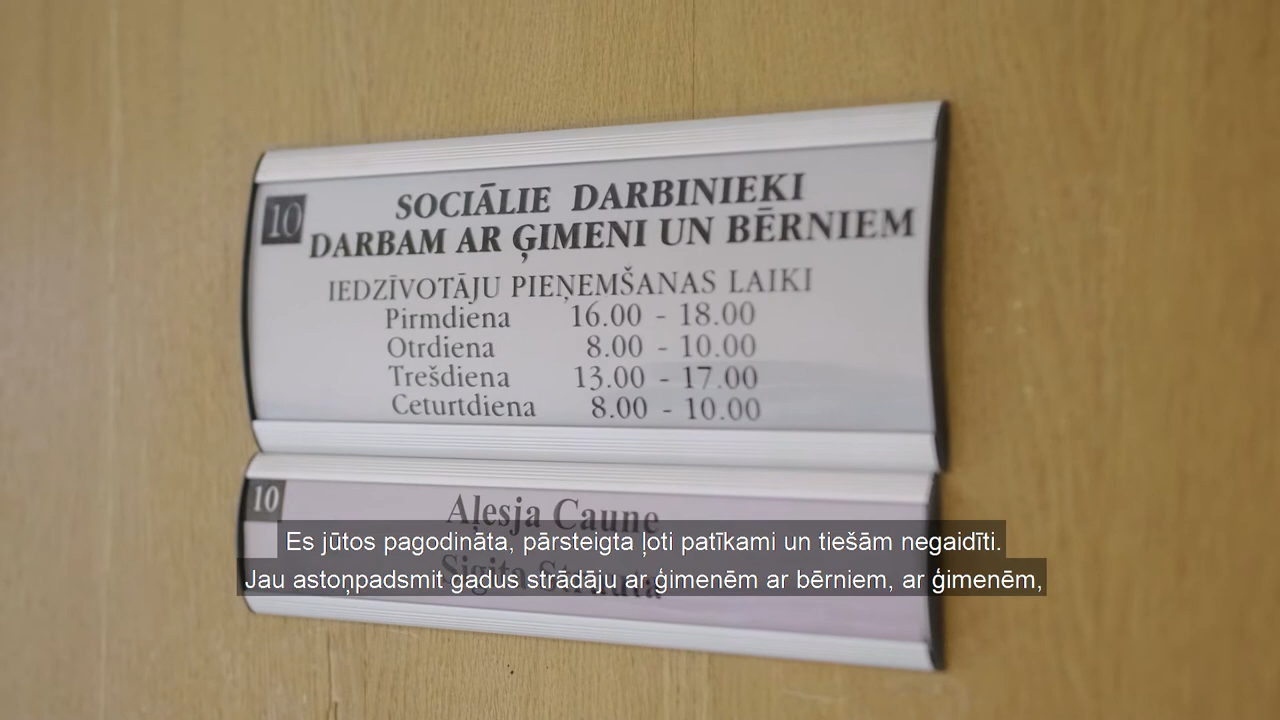 10
SOCIĀLIE DARBINIEKI
DARBAM AR ĢIMENI UN BĒRNIEM
IEDZĪVOTĀJU PIEŅEMŠANAS LAIKI
Pirmdiena 16.00 - 18.00
Otrdiena 8.00 - 10.00
Trešdiena 13.00 - 17.00
Ceturtdiena 8.00 - 10.00
10
Aļesja Caune
Sigita
Es jūtos pagodināta, pārsteigta ļoti patīkami un tiešām negaidīti.
Jau astoņpadsmit gadus strādāju ar ģimenēm ar bērniem, ar ģimenēm,